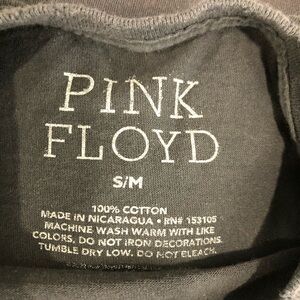 PINK
FLOYD
S/M
100% COTTON
MADE IN NICARAGUA • RN# 153105
MACHINE WASH WARM WITH LIKE
COLORS. DO NOT IRON DECORATIONS.
TUMBLE DRY LOW. DO NOT BLEACH.